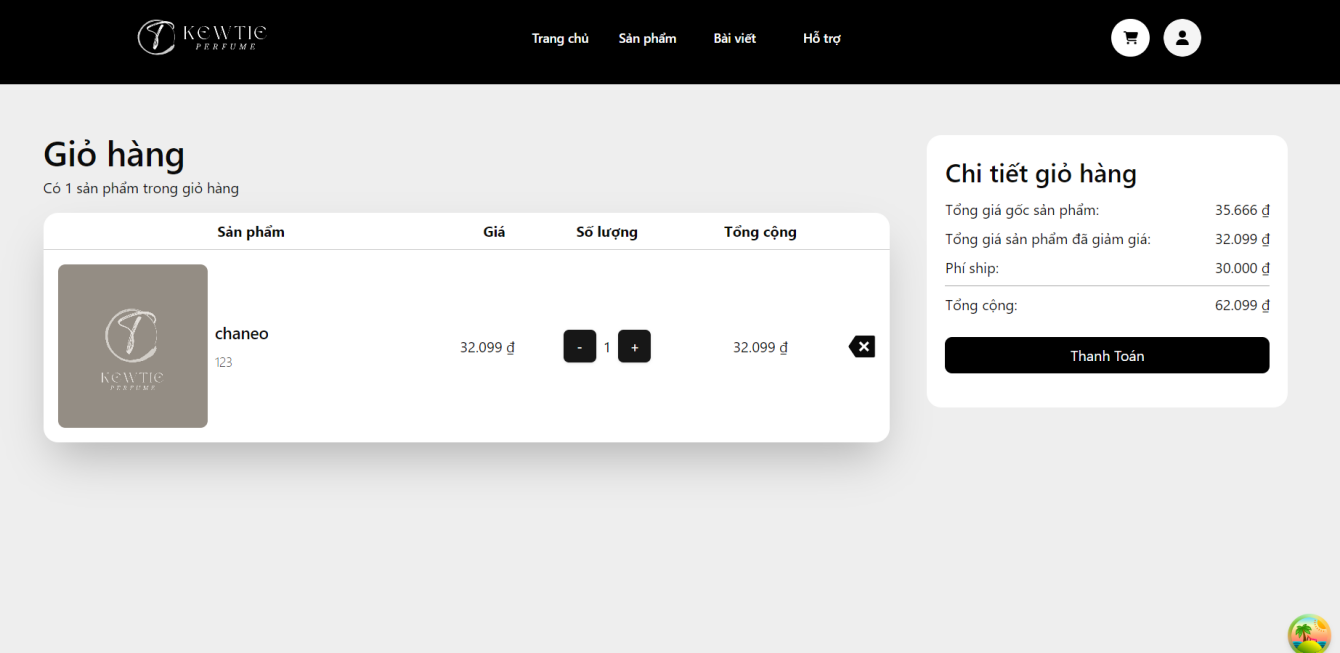 KEWTIE
PERFUME
Trang chủ Sản phẩm Bài viết Hỗ trợ
Giỏ hàng
Có 1 sản phẩm trong giỏ hàng
Sản phẩm Giá Số lượng Tổng cộng
KEWTIE
PERFUME
chaneo
123
32.099 ₫ - 1 + 32.099 ₫
Chi tiết giỏ hàng
Tổng giá gốc sản phẩm: 35.666 ₫
Tổng giá sản phẩm đã giảm giá: 32.099 ₫
Phí ship: 30.000 ₫
Tổng cộng: 62.099 ₫
Thanh Toán